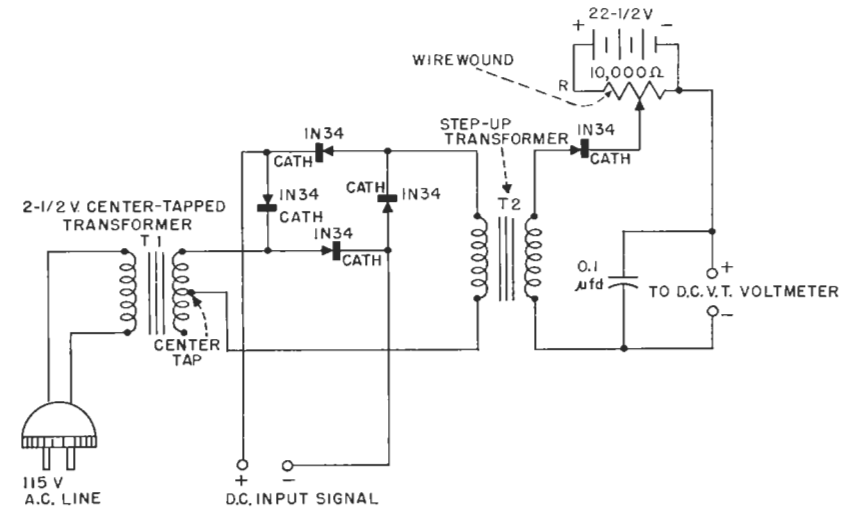 22-1/2 V
+ −
WIREWOUND
10,000Ω
R
STEP-UP
TRANSFORMER
1N34
CATH
1N34
CATH
1N34
CATH
CATH 1N34
1N34
CATH
2-1/2 V. CENTER-TAPPED
TRANSFORMER
T1
T2
CENTER
TAP
0.1
µfd
+
TO D.C.V.T. VOLTMETER
−
115 V
A.C. LINE
+ −
D.C. INPUT SIGNAL